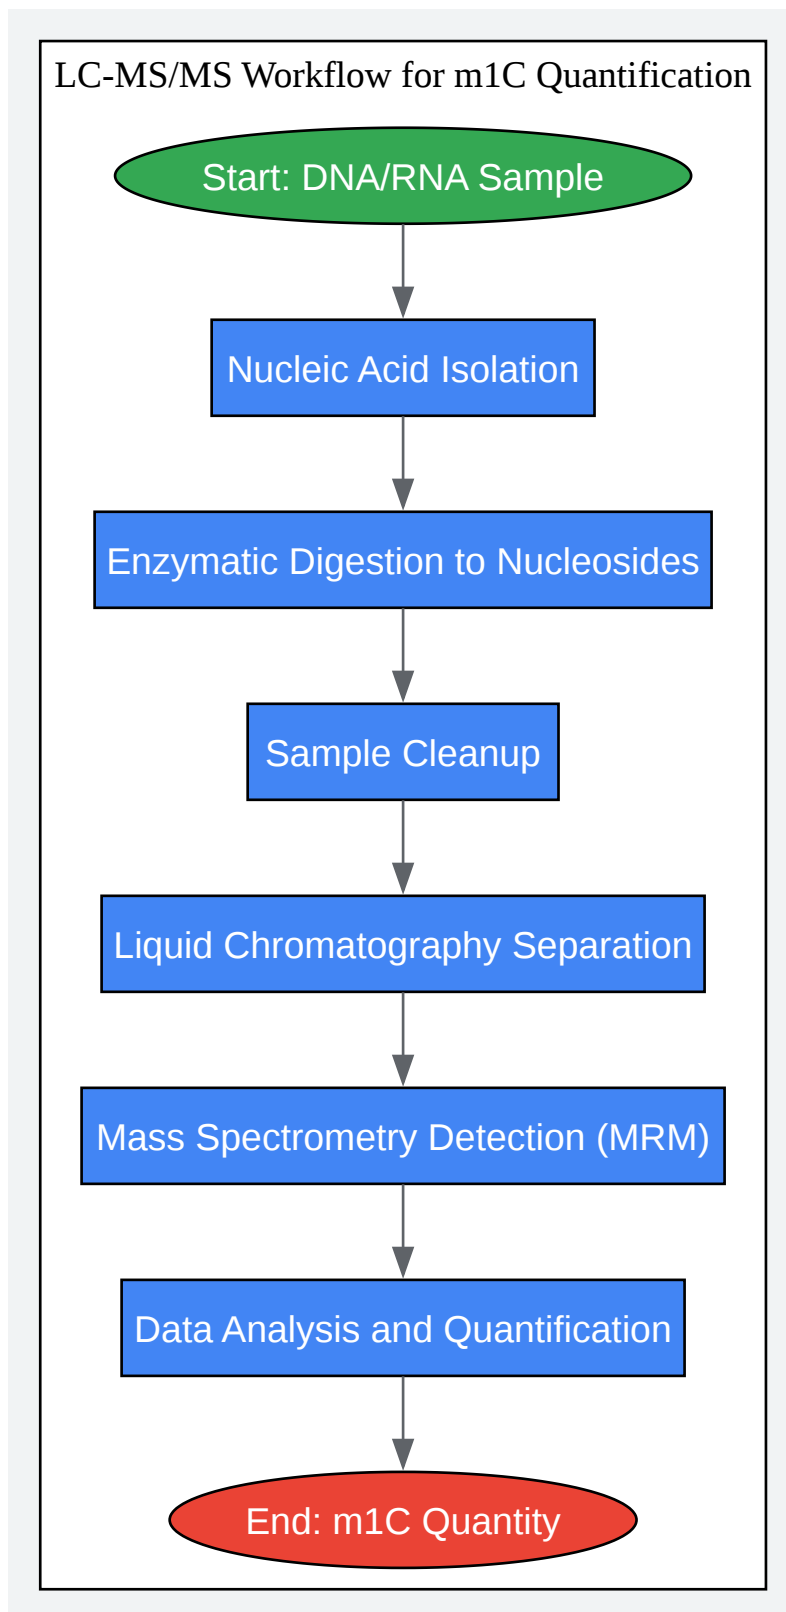 LC-MS/MS Workflow for m1C Quantification
Start: DNA/RNA Sample
Nucleic Acid Isolation
Enzymatic Digestion to Nucleosides
Sample Cleanup
Liquid Chromatography Separation
Mass Spectrometry Detection (MRM)
Data Analysis and Quantification
End: m1C Quantity